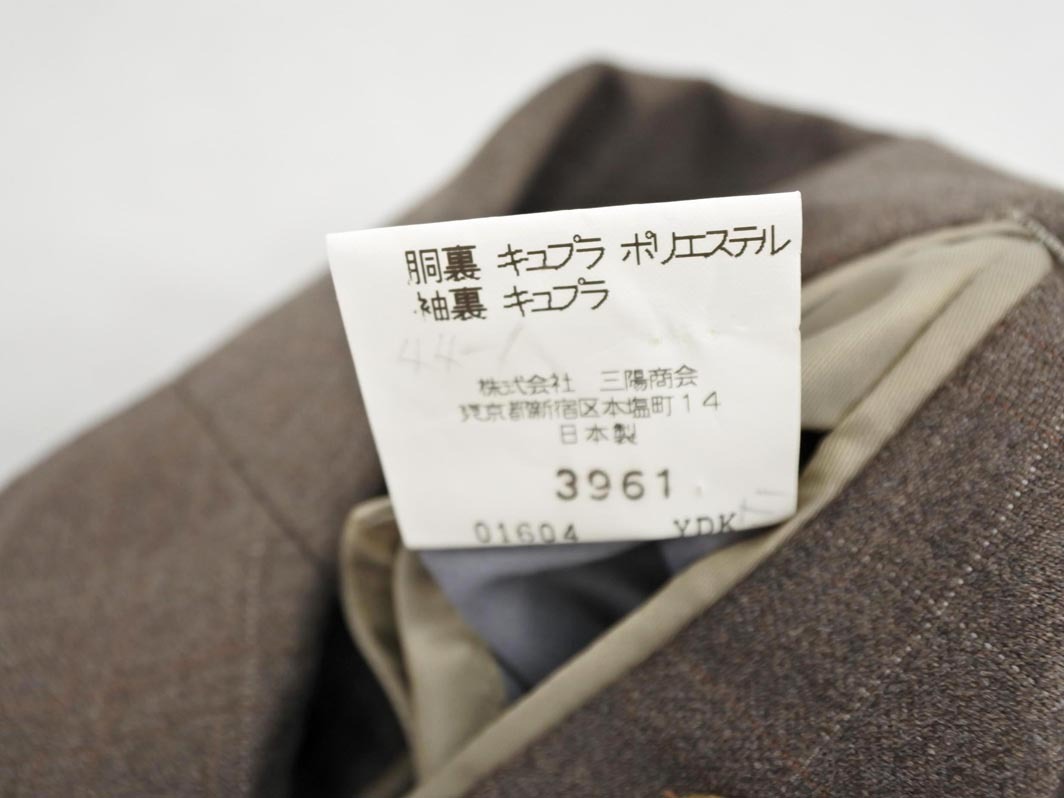 胴裏 キュプラ ポリエステル
袖裏 キュプラ
44-1
株式会社 三陽商会
東京都新宿区本塩町14
日本製
3961
01604 YDK